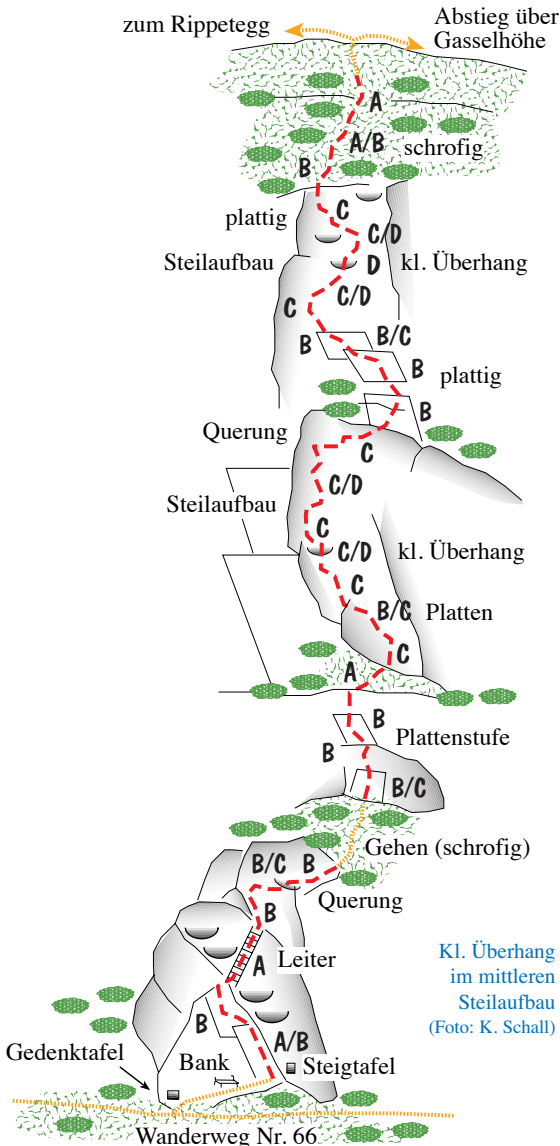 zum Rippetegg
Abstieg über
Gasselhöhe
A
A/B
schrofig
B
plattig
C
C/D
Steilaufbau
D
kl. Überhang
C/D
C
B/C
B
B
plattig
B
Querung
C
C/D
Steilaufbau
C
C/D
kl. Überhang
C
B/C
Platten
C
A
B
Plattenstufe
B
B/C
Gehen (schrofig)
B/C
B
Querung
B
Leiter
A
Kl. Überhang
im mittleren
Steilaufbau
(Foto: K. Schall)
B
A/B
Gedenktafel
Bank
Steigtafel
Wanderweg Nr. 66